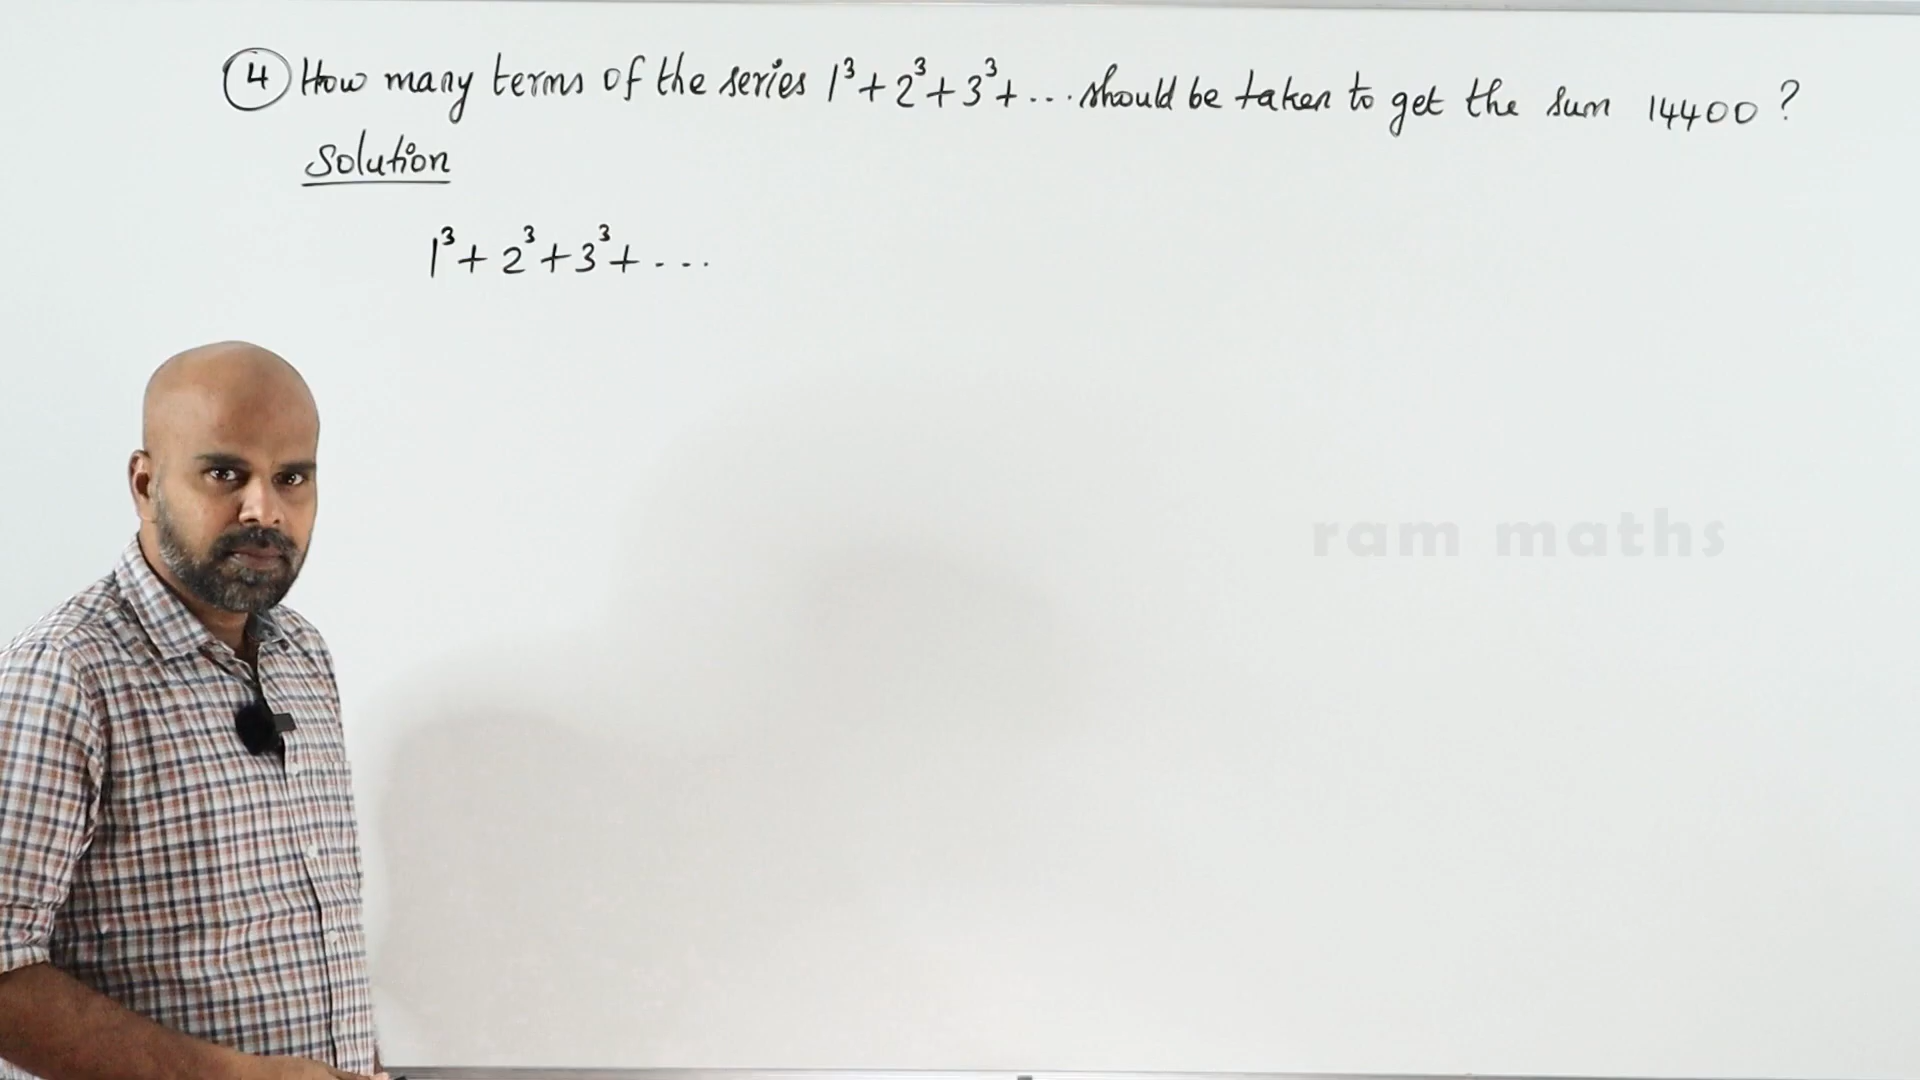 4 How many terms of the series 1³ + 2³ + 3³ + ... should be taken to get the sum 14400 ?
Solution
1³ + 2³ + 3³ + ...
ram maths